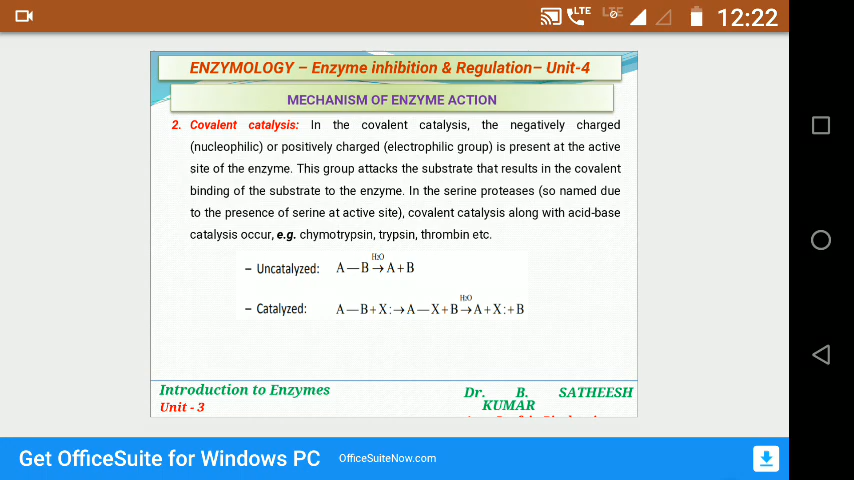 LTE LTE 12:22
ENZYMOLOGY – Enzyme inhibition & Regulation– Unit-4
MECHANISM OF ENZYME ACTION
2. Covalent catalysis: In the covalent catalysis, the negatively charged
(nucleophilic) or positively charged (electrophilic group) is present at the active
site of the enzyme. This group attacks the substrate that results in the covalent
binding of the substrate to the enzyme. In the serine proteases (so named due
to the presence of serine at active site), covalent catalysis along with acid-base
catalysis occur, e.g. chymotrypsin, trypsin, thrombin etc.
H₂O
– Uncatalyzed: A—B→A+B
H₂O
– Catalyzed: A—B+X:→A—X+B→A+X:+B
Introduction to Enzymes
Unit - 3
Dr. B. SATHEESH
KUMAR
Get OfficeSuite for Windows PC OfficeSuiteNow.com